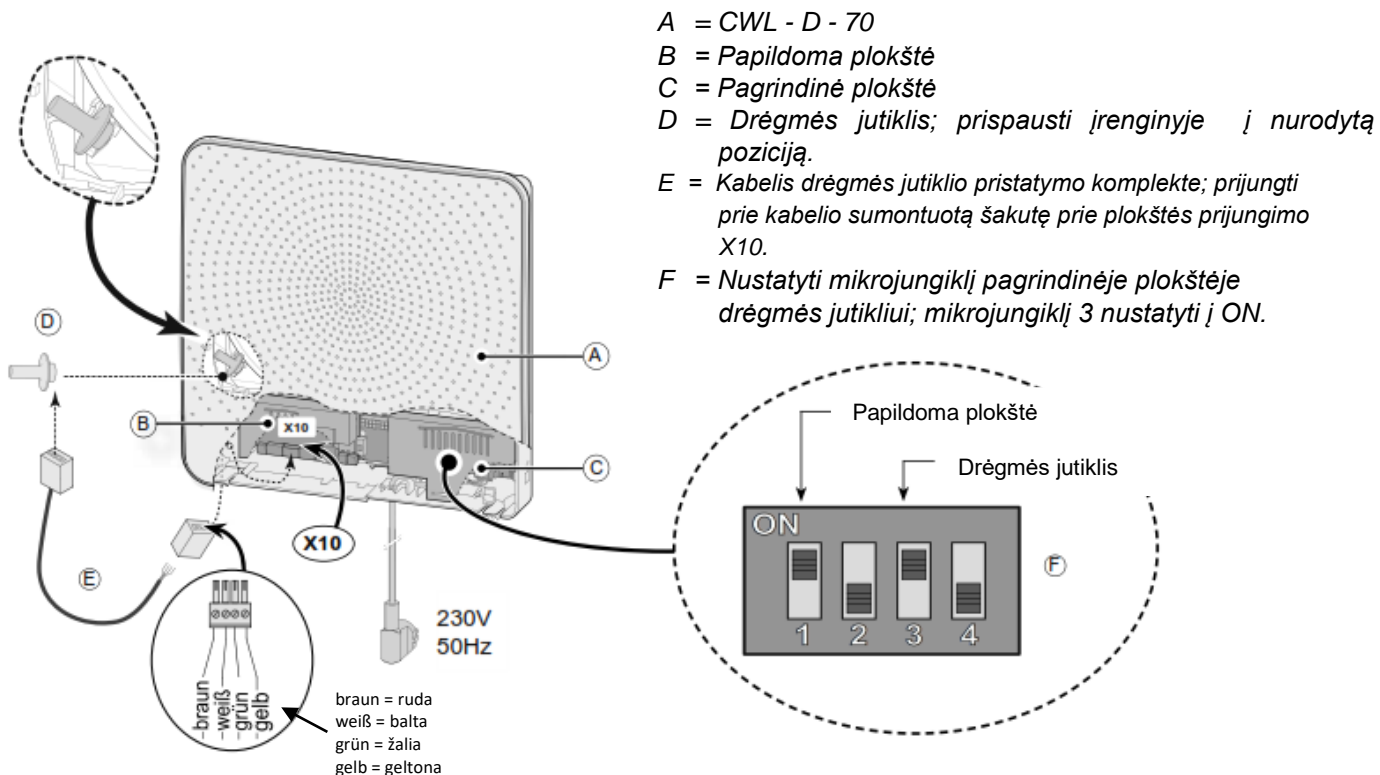 A = CWL - D - 70
B = Papildoma plokštė
C = Pagrindinė plokštė
D = Drėgmės jutiklis; prispausti įrenginyje į nurodytą
poziciją.
E = Kabelis drėgmės jutiklio pristatymo komplekte; prijungti
prie kabelio sumontuotą šakutę prie plokštės prijungimo
X10.
F = Nustatyti mikrojungiklį pagrindinėje plokštėje
drėgmės jutikliui; mikrojungiklį 3 nustatyti į ON.
D
A
B
X10
C
X10
E
230V
50Hz
braun
weiß
grün
gelb
braun = ruda
weiß = balta
grün = žalia
gelb = geltona
Papildoma plokštė
Drėgmės jutiklis
ON
1 2 3 4
F